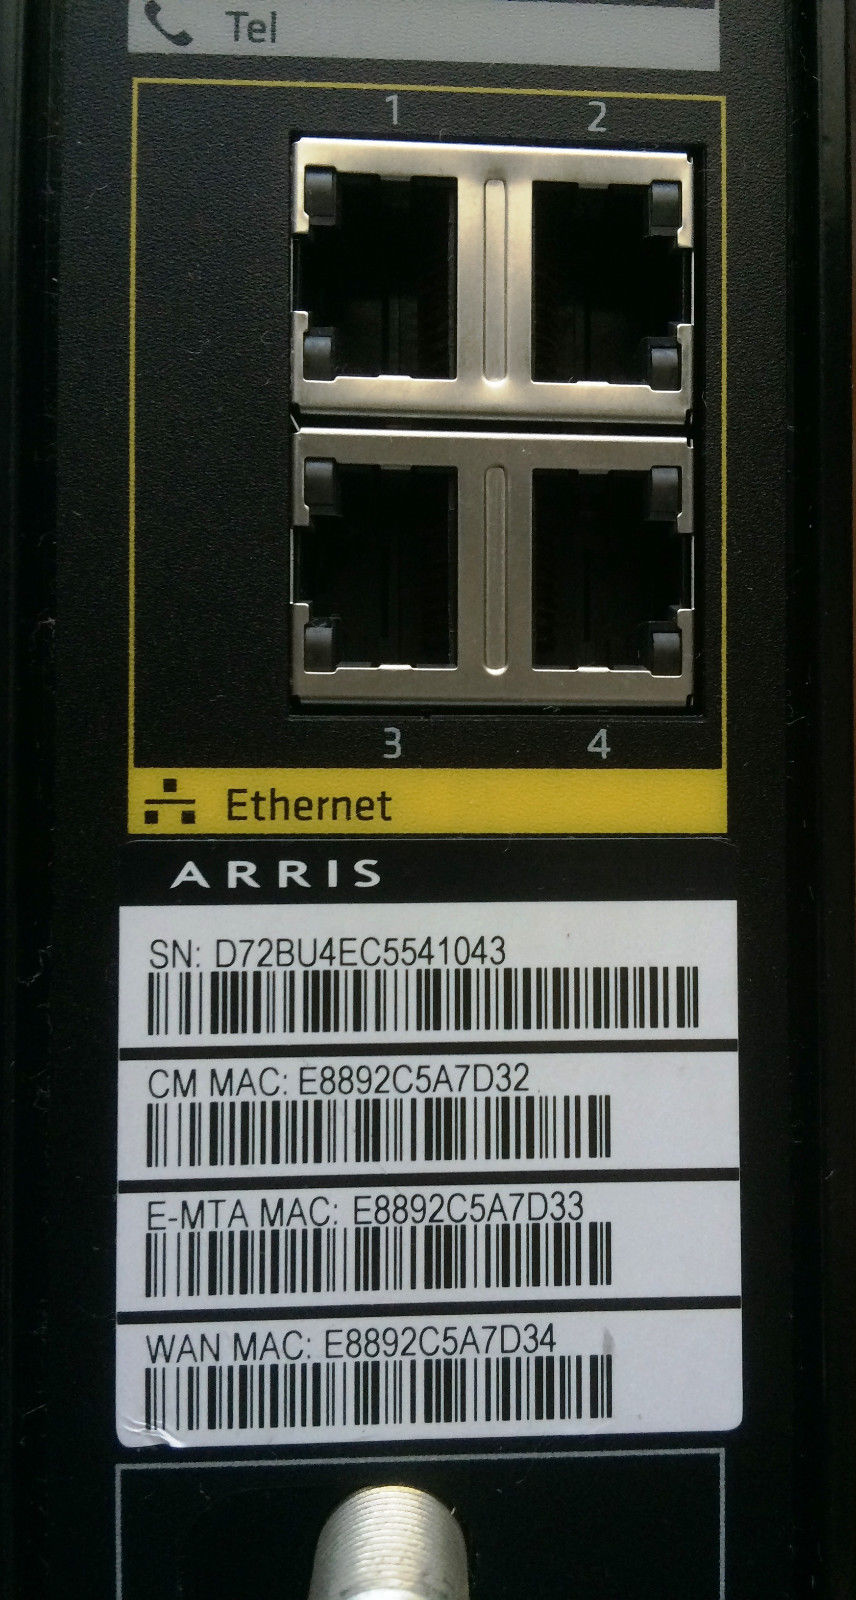 Tel
1 2
3 4
Ethernet
ARRIS
SN: D72BU4EC5541043
CM MAC: E8892C5A7D32
E-MTA MAC: E8892C5A7D33
WAN MAC: E8892C5A7D34